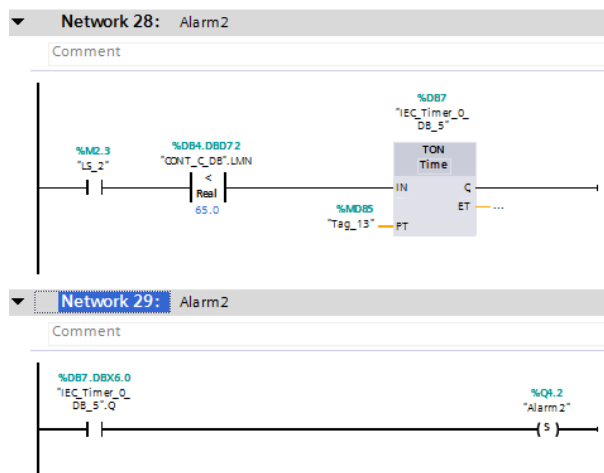 Network 28: Alarm2
Comment
%DB7
"IEC_Timer_0_
DB_5"
%M2.3
"LS_2"
%DB4.DBD72
"CONT_C_DB".LMN
<
Real
65.0
TON
Time
IN
Q
ET
...
%MD85
"Tag_13"
PT
Network 29: Alarm2
Comment
%DB7.DBX6.0
"IEC_Timer_0_
DB_5".Q
%Q4.2
"Alarm2"
S